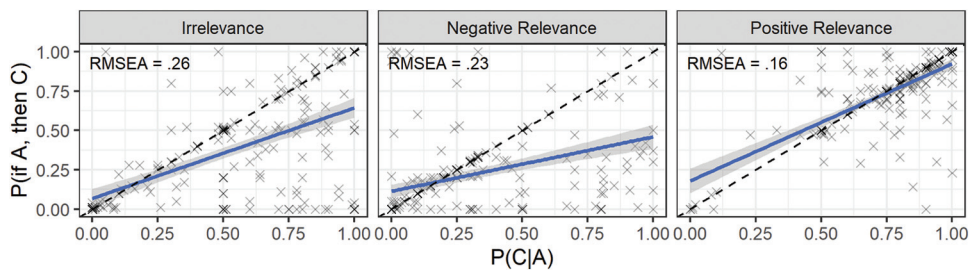 Irrelevance
Negative Relevance
Positive Relevance
P(if A, then C)
1.00
0.75
0.50
0.25
0.00
RMSEA = .26
RMSEA = .23
RMSEA = .16
0.00 0.25 0.50 0.75 1.00
0.00 0.25 0.50 0.75 1.00
0.00 0.25 0.50 0.75 1.00
P(C|A)